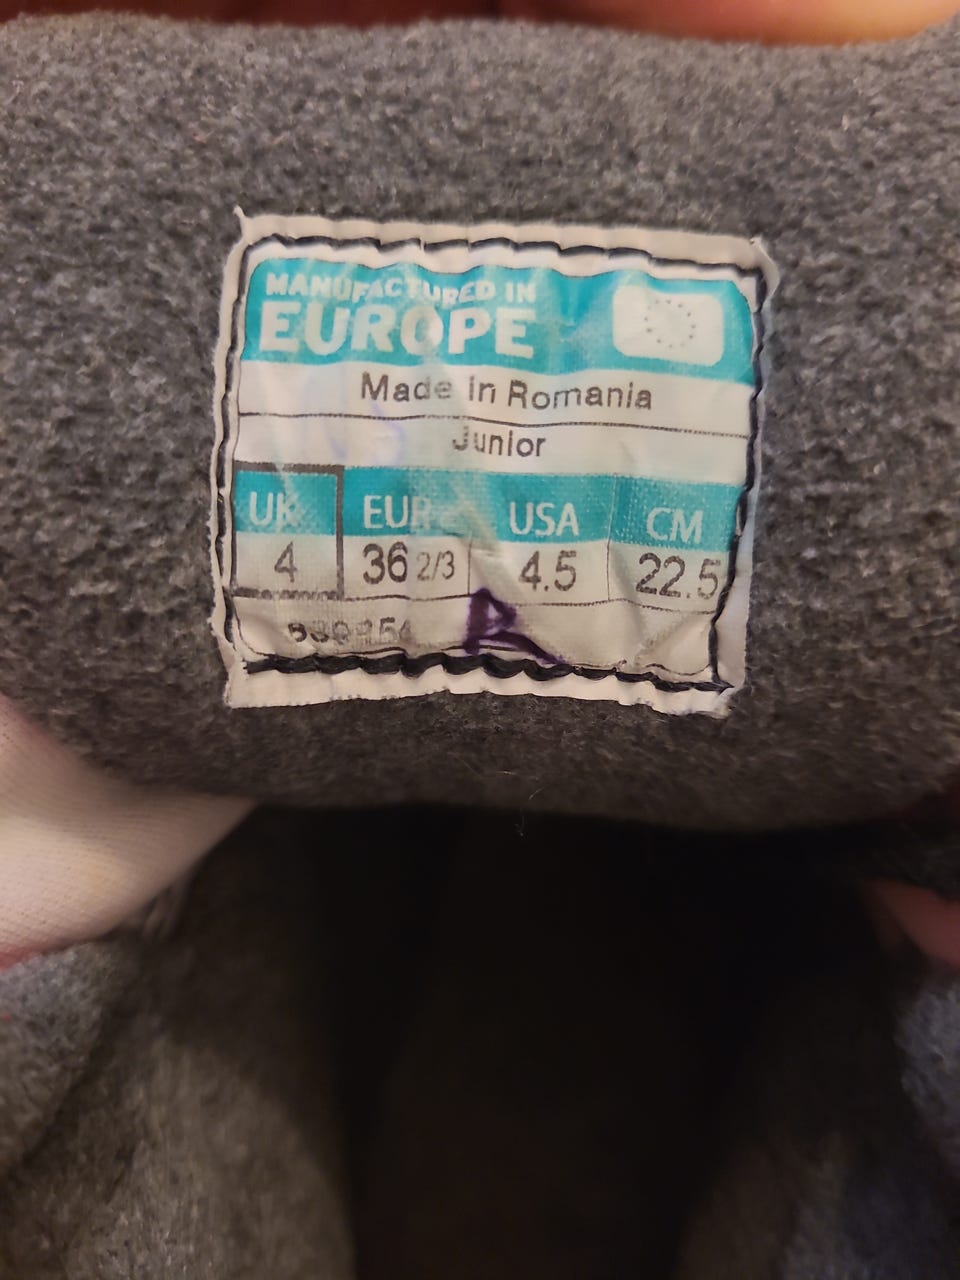 MANUFACTURED IN
EUROPE
Made in Romania
Junior
UK EUR USA CM
4 36 2/3 4.5 22.5
R